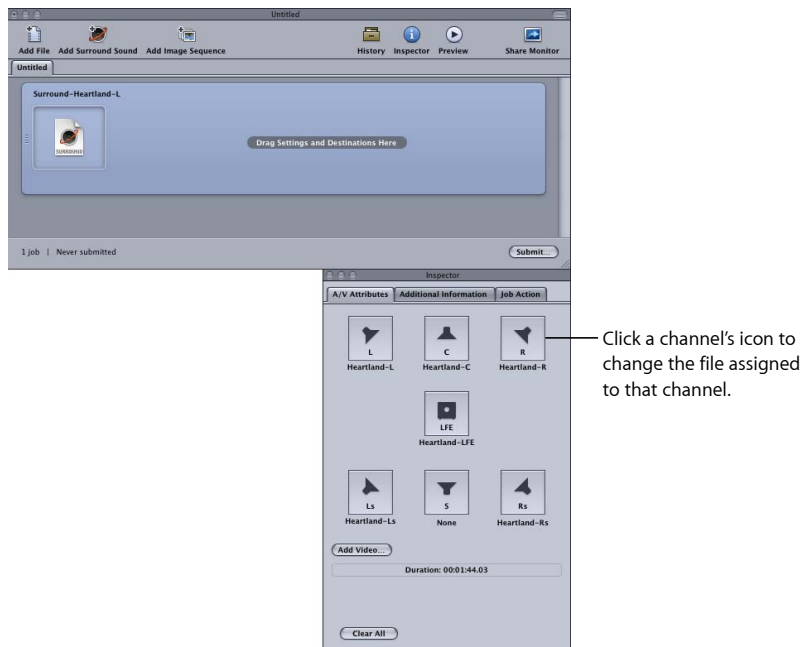 Untitled
Add File Add Surround Sound Add Image Sequence History Inspector Preview Share Monitor
Untitled
Surround-Heartland-L
SURROUND
Drag Settings and Destinations Here
1 job | Never submitted Submit...
Inspector
A/V Attributes Additional Information Job Action
L C R
Heartland-L Heartland-C Heartland-R
Click a channel's icon to
change the file assigned
to that channel.
LFE
Heartland-LFE
Ls S Rs
Heartland-Ls None Heartland-Rs
Add Video...
Duration: 00:01:44.03
Clear All